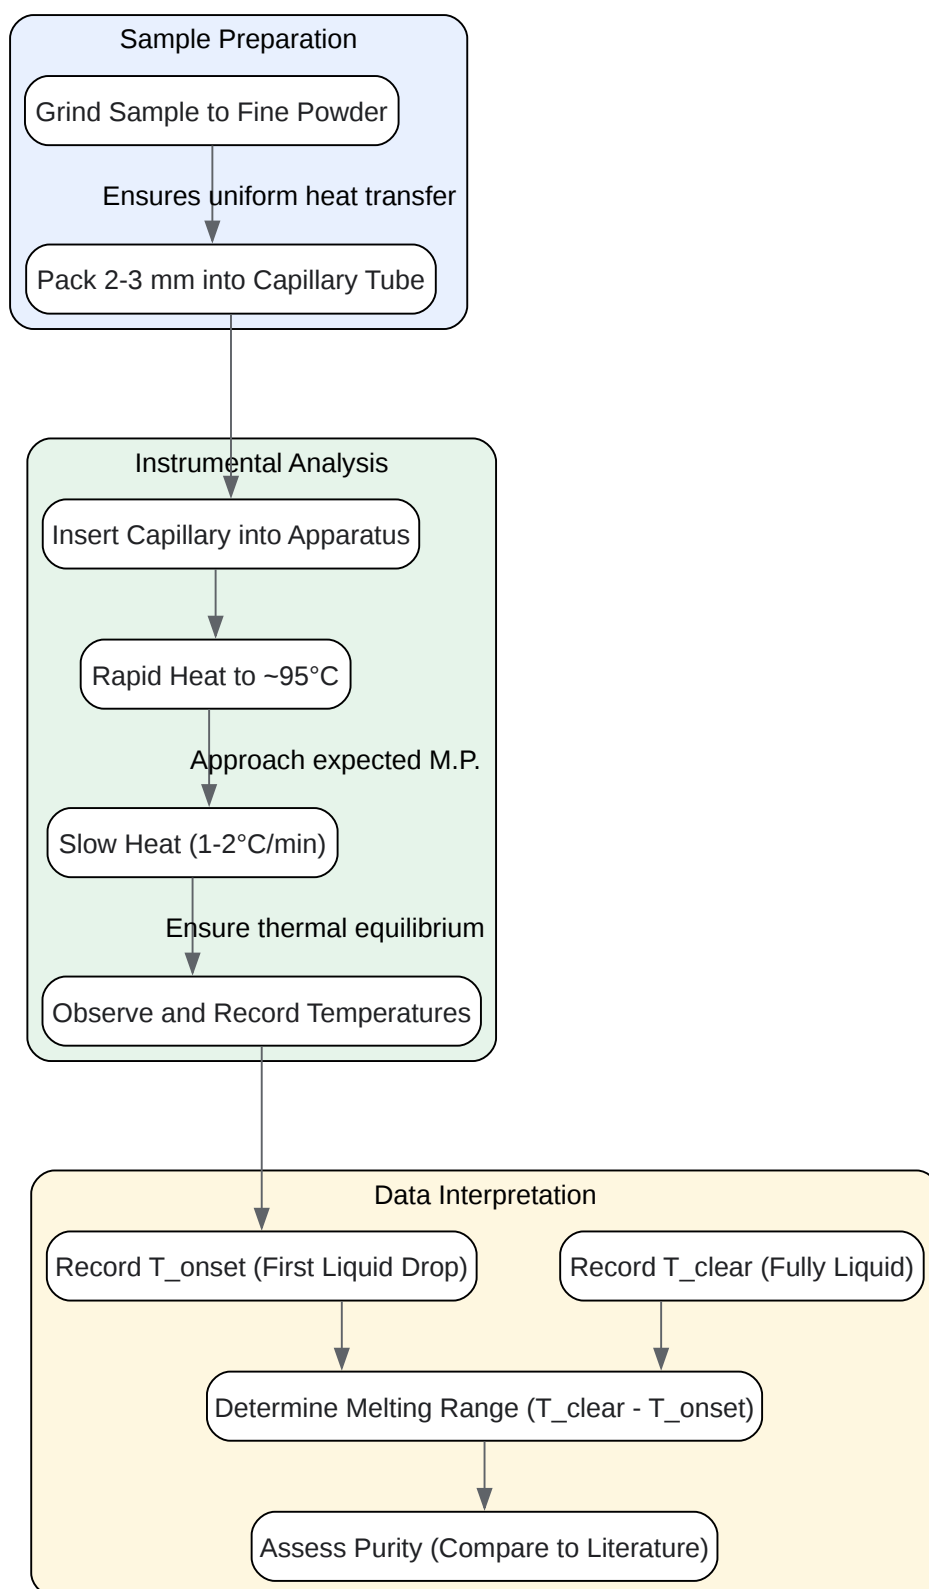 Sample Preparation
Grind Sample to Fine Powder
Ensures uniform heat transfer
Pack 2-3 mm into Capillary Tube
Instrumental Analysis
Insert Capillary into Apparatus
Rapid Heat to ~95°C
Approach expected M.P.
Slow Heat (1-2°C/min)
Ensure thermal equilibrium
Observe and Record Temperatures
Data Interpretation
Record T_onset (First Liquid Drop)
Record T_clear (Fully Liquid)
Determine Melting Range (T_clear - T_onset)
Assess Purity (Compare to Literature)